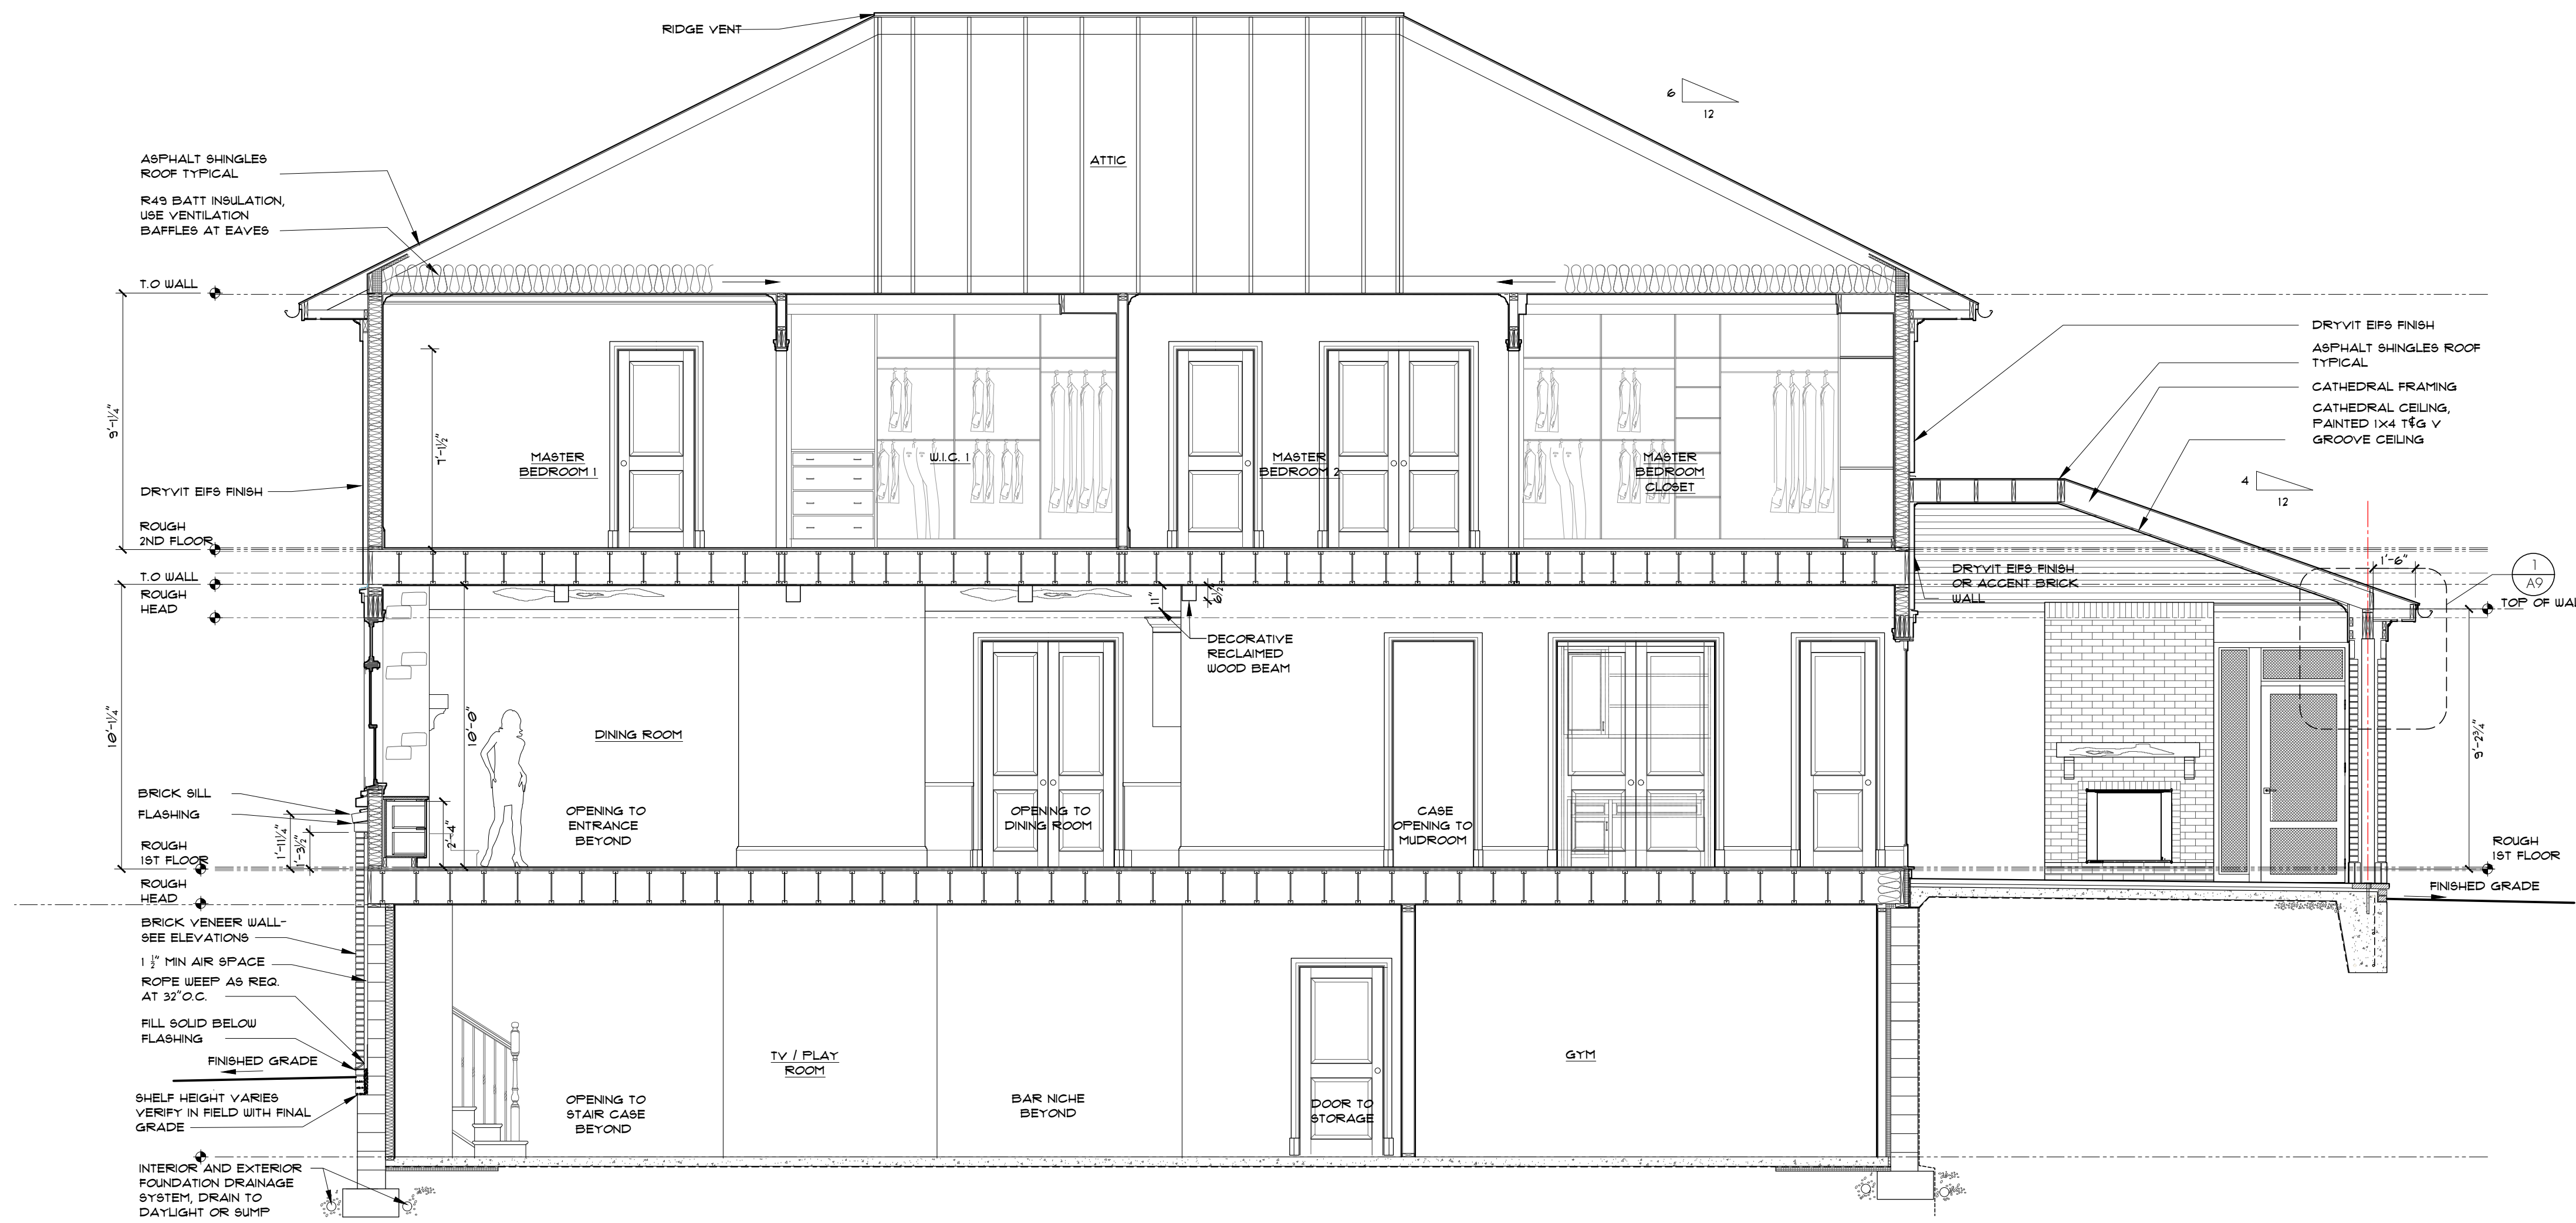 RIDGE VENT
6
12
ATTIC
ASPHALT SHINGLES
ROOF TYPICAL
R49 BATT INSULATION,
USE VENTILATION
BAFFLES AT EAVES
T.O WALL
9'-1¼"
7'-1½"
MASTER
BEDROOM 1
W.I.C. 1
MASTER
BEDROOM 2
MASTER
BEDROOM
CLOSET
DRYVIT EIFS FINISH
ROUGH
2ND FLOOR
DRYVIT EIFS FINISH
ASPHALT SHINGLES ROOF
TYPICAL
CATHEDRAL FRAMING
CATHEDRAL CEILING,
PAINTED 1X4 T&G V
GROOVE CEILING
4
12
T.O WALL
ROUGH
HEAD
11"
6½"
DECORATIVE
RECLAIMED
WOOD BEAM
DRYVIT EIFS FINISH
OR ACCENT BRICK
WALL
1'-6"
1
A9
TOP OF WAL
10'-1¼"
10'-0"
DINING ROOM
9'-2¾"
BRICK SILL
FLASHING
1'-11¼"
1'-3½"
2'-4"
OPENING TO
ENTRANCE
BEYOND
OPENING TO
DINING ROOM
CASE
OPENING TO
MUDROOM
ROUGH
1ST FLOOR
ROUGH
1ST FLOOR
ROUGH
HEAD
FINISHED GRADE
BRICK VENEER WALL-
SEE ELEVATIONS
1 ½" MIN AIR SPACE
ROPE WEEP AS REQ.
AT 32"O.C.
FILL SOLID BELOW
FLASHING
FINISHED GRADE
SHELF HEIGHT VARIES
VERIFY IN FIELD WITH FINAL
GRADE
TV / PLAY
ROOM
GYM
OPENING TO
STAIR CASE
BEYOND
BAR NICHE
BEYOND
DOOR TO
STORAGE
INTERIOR AND EXTERIOR
FOUNDATION DRAINAGE
SYSTEM, DRAIN TO
DAYLIGHT OR SUMP